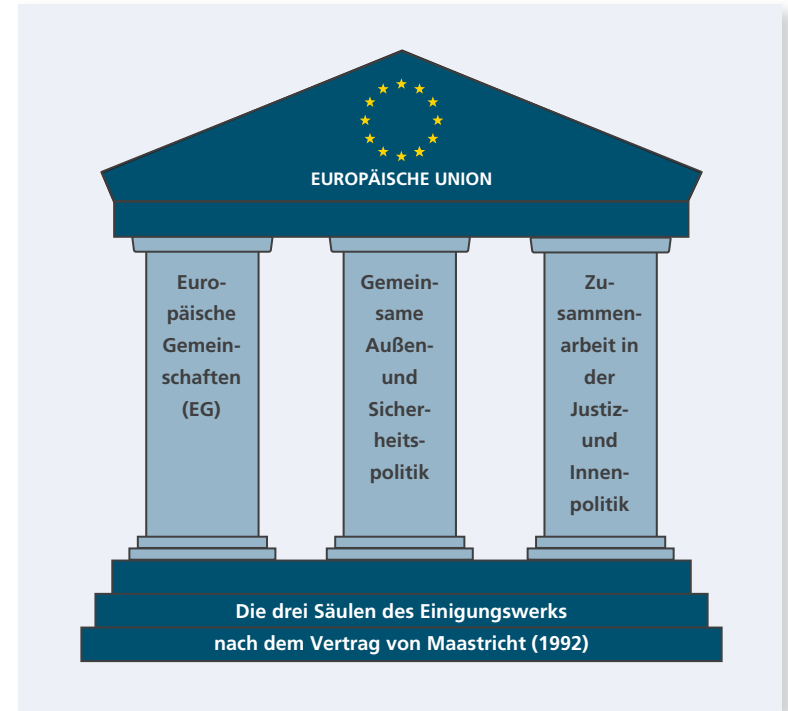 EUROPÄISCHE UNION
Euro-
päische
Gemein-
schaften
(EG)
Gemein-
same
Außen-
und
Sicher-
heits-
politik
Zu-
sammen-
arbeit in
der
Justiz-
und
Innen-
politik
Die drei Säulen des Einigungswerks
nach dem Vertrag von Maastricht (1992)